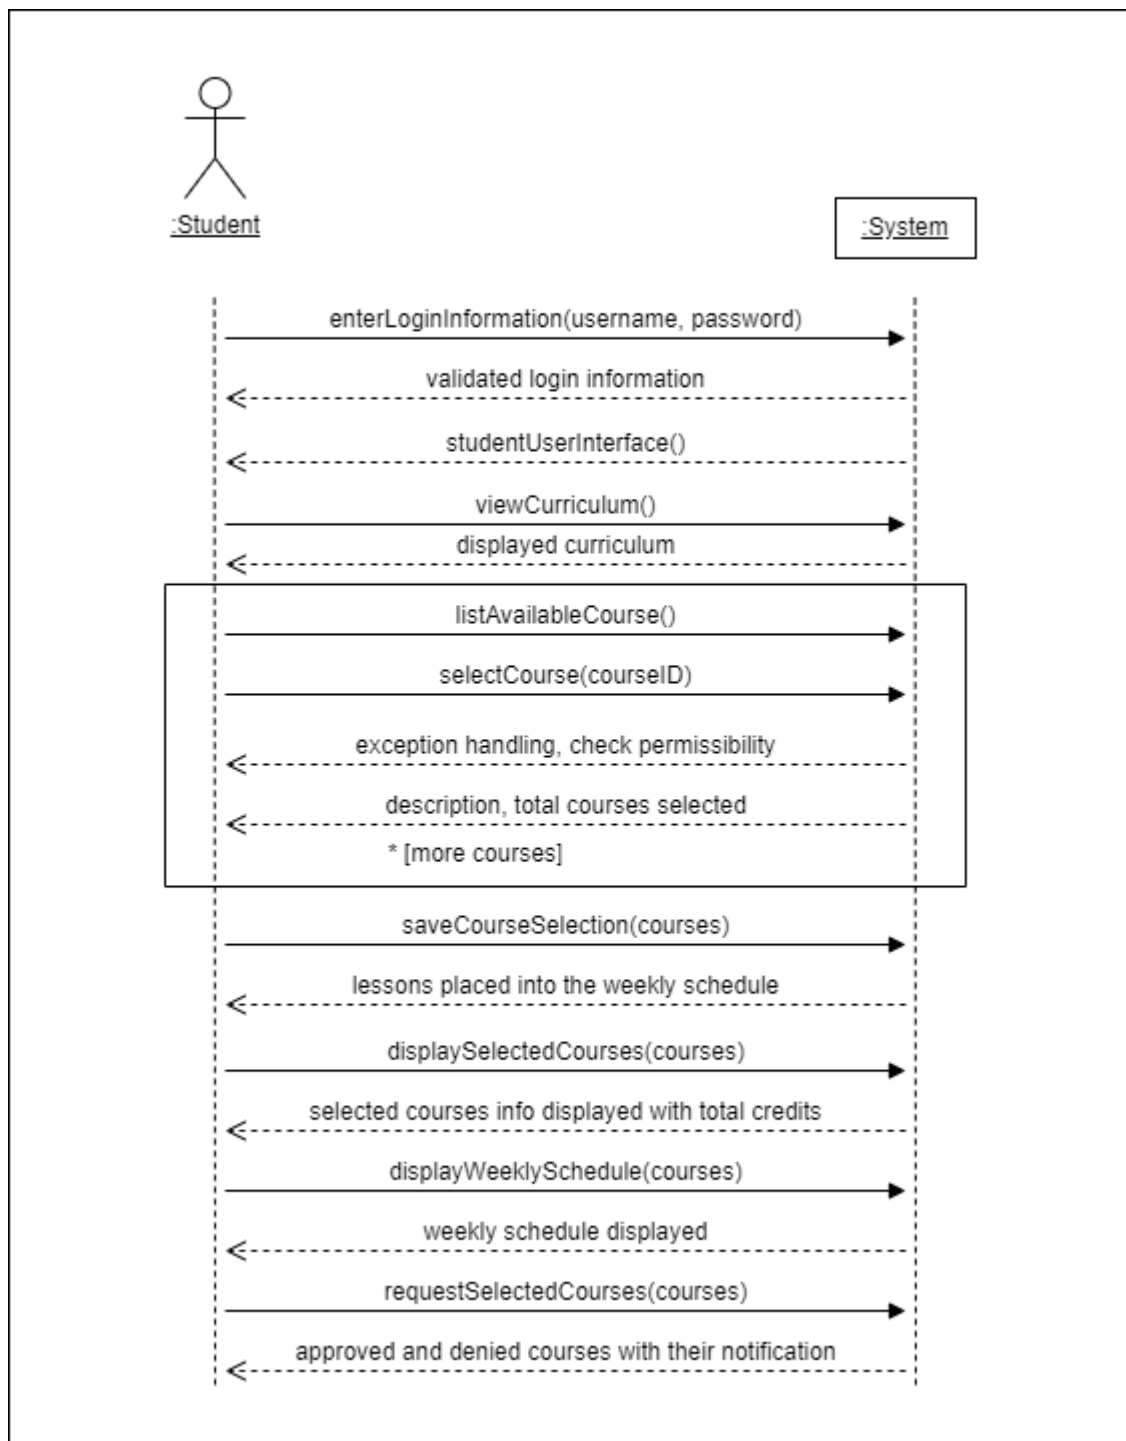 :Student
:System
enterLoginInformation(username, password)
validated login information
studentUserInterface()
viewCurriculum()
displayed curriculum
listAvailableCourse()
selectCourse(courseID)
exception handling, check permissibility
description, total courses selected
* [more courses]
saveCourseSelection(courses)
lessons placed into the weekly schedule
displaySelectedCourses(courses)
selected courses info displayed with total credits
displayWeeklySchedule(courses)
weekly schedule displayed
requestSelectedCourses(courses)
approved and denied courses with their notification